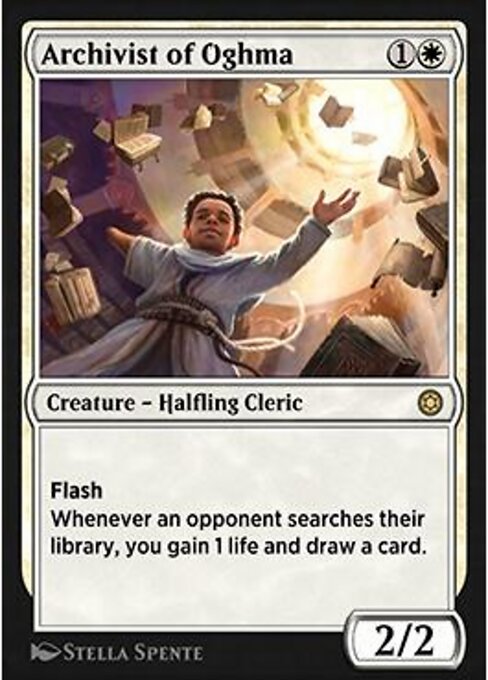 Archivist of Oghma 1
Creature – Halfling Cleric
Flash
Whenever an opponent searches their
library, you gain 1 life and draw a card.
2/2
Stella Spente